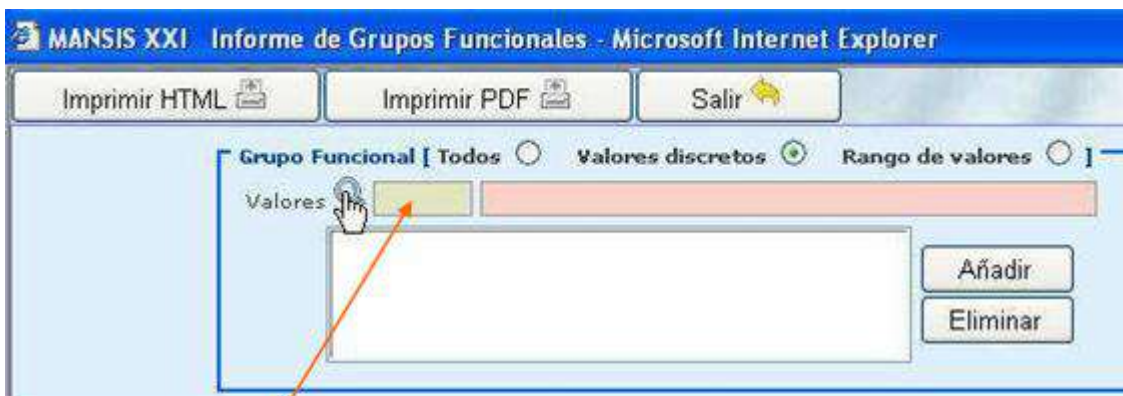 MANSIS XXI Informe de Grupos Funcionales - Microsoft Internet Explorer
Imprimir HTML Imprimir PDF Salir
Grupo Funcional [ Todos Valores discretos Rango de valores ]
Valores
Añadir
Eliminar